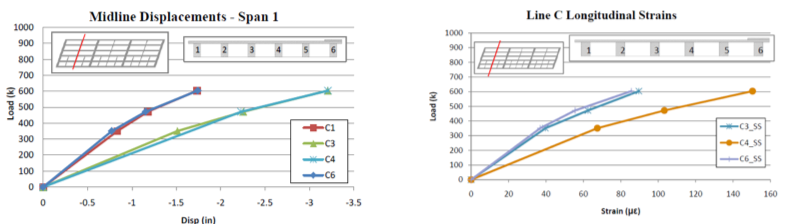 Midline Displacements - Span 1
1000
900
800
700
600
500
400
300
200
100
0
Load (k)
1 2 3 4 5 6
C1
C3
C4
C6
0 -0.5 -1 -1.5 -2 -2.5 -3 -3.5
Disp (in)
Line C Longitudinal Strains
1000
900
800
700
600
500
400
300
200
100
0
Load (k)
1 2 3 4 5 6
C3_SS
C4_SS
C6_SS
0 20 40 60 80 100 120 140 160
Strain (µε)